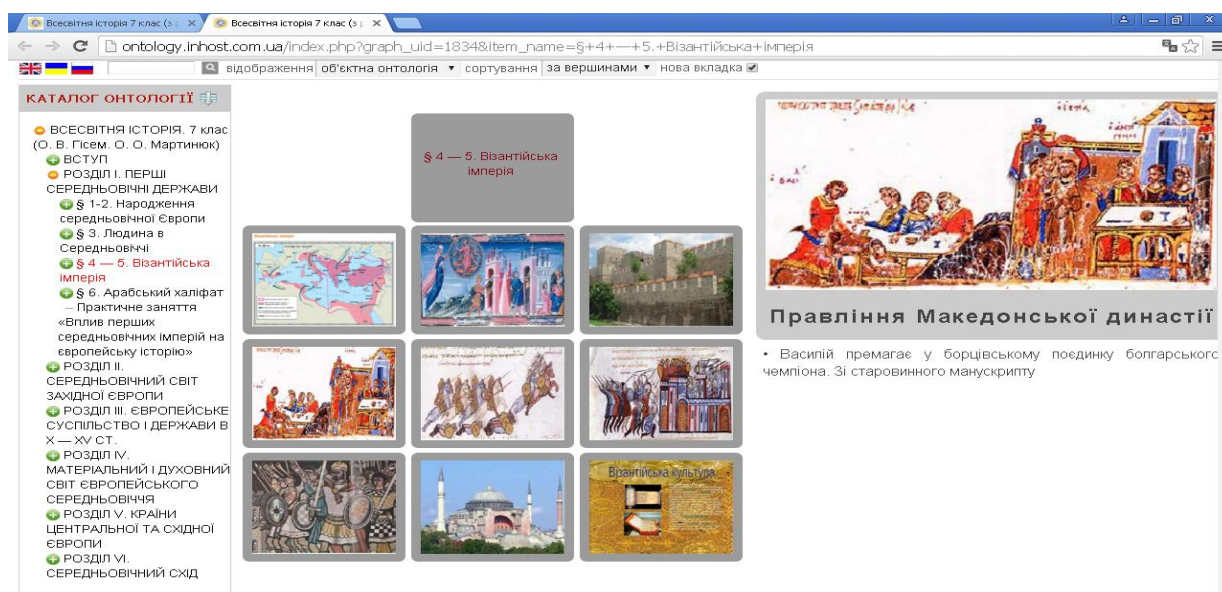 Всесвітня історія 7 клас (з р
Всесвітня історія 7 клас (з р
ontology.inhost.com.ua/index.php?graph_uid=1834&item_name=§+4+—+5.+Візантійська+імперія
відображення об'єктна онтологія сортування за вершинами нова вкладка
КАТАЛОГ ОНТОЛОГІЇ
ВСЕСВІТНЯ ІСТОРІЯ. 7 клас
(О. В. Гісем. О. О. Мартинюк)
ВСТУП
РОЗДІЛ І. ПЕРШІ
СЕРЕДНЬОВІЧНІ ДЕРЖАВИ
§ 1-2. Народження
середньовічної Європи
§ 3. Людина в
Середньовіччі
§ 4 — 5. Візантійська
імперія
§ 6. Арабський халіфат
– Практичне заняття
«Вплив перших
середньовічних імперій на
європейську історію»
РОЗДІЛ ІІ.
СЕРЕДНЬОВІЧНИЙ СВІТ
ЗАХІДНОЇ ЄВРОПИ
РОЗДІЛ ІІІ. ЄВРОПЕЙСЬКЕ
СУСПІЛЬСТВО І ДЕРЖАВИ В
Х — XV СТ.
РОЗДІЛ IV.
МАТЕРІАЛЬНИЙ І ДУХОВНИЙ
СВІТ ЄВРОПЕЙСЬКОГО
СЕРЕДНЬОВІЧЧЯ
РОЗДІЛ V. КРАЇНИ
ЦЕНТРАЛЬНОЇ ТА СХІДНОЇ
ЄВРОПИ
РОЗДІЛ VI.
СЕРЕДНЬОВІЧНИЙ СХІД
§ 4 — 5. Візантійська
імперія
Візантійська культура
Правління Македонської династії
• Василій премагає у борцівському поєдинку болгарського
чемпіона. Зі старовинного манускрипту